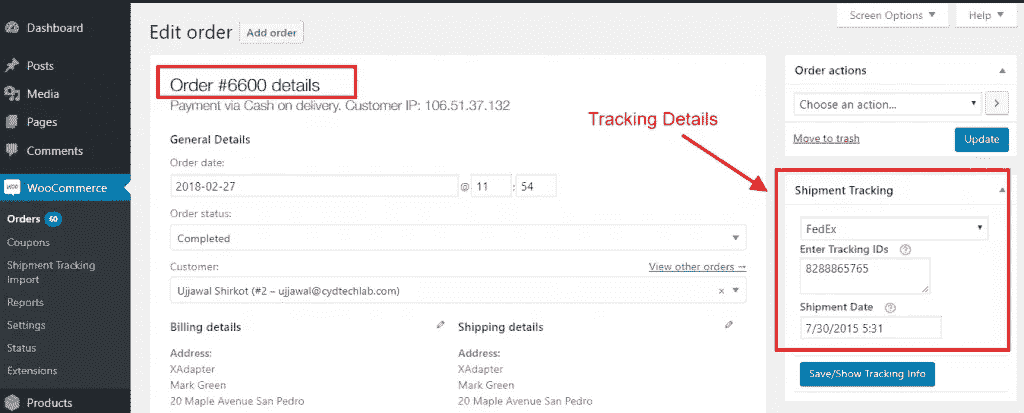 Dashboard
Posts
Media
Pages
Comments
WooCommerce
Orders 60
Coupons
Shipment Tracking
Import
Reports
Settings
Status
Extensions
Products
Screen Options ▼
Help ▼
Edit order Add order
Order #6600 details
Payment via Cash on delivery. Customer IP: 106.51.37.132
General Details
Order date:
2018-02-27 @ 11 : 54
Order status:
Completed
Customer:
View other orders →
Ujjawal Shirkot (#2 – ujjawal@cydtechlab.com) ×
Billing details
Address:
XAdapter
Mark Green
20 Maple Avenue San Pedro
Shipping details
Address:
XAdapter
Mark Green
20 Maple Avenue San Pedro
Tracking Details
Order actions
Choose an action...
Move to trash
Update
Shipment Tracking
FedEx
Enter Tracking IDs ?
8288865765
Shipment Date ?
7/30/2015 5:31
Save/Show Tracking Info